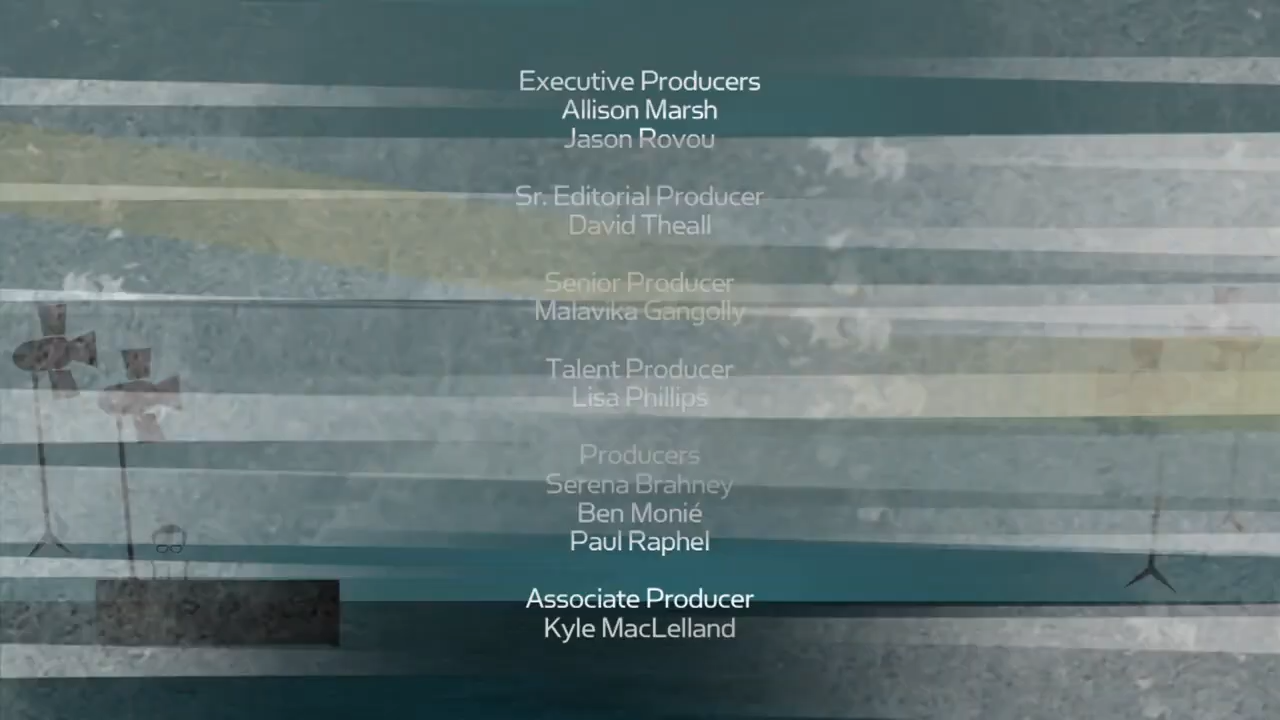 Executive Producers
Allison Marsh
Jason Rovou
Sr. Editorial Producer
David Theall
Senior Producer
Malavika Gangolly
Talent Producer
Lisa Phillips
Producers
Serena Brahney
Ben Monié
Paul Raphel
Associate Producer
Kyle MacLelland